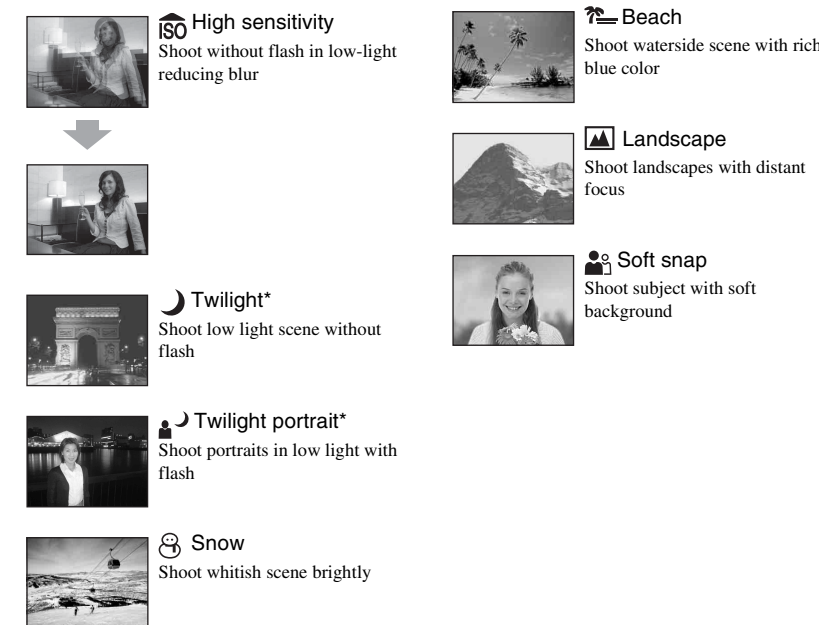 ISO High sensitivity
Shoot without flash in low-light
reducing blur
Twilight*
Shoot low light scene without
flash
Twilight portrait*
Shoot portraits in low light with
flash
Snow
Shoot whitish scene brightly
Beach
Shoot waterside scene with rich
blue color
Landscape
Shoot landscapes with distant
focus
Soft snap
Shoot subject with soft
background